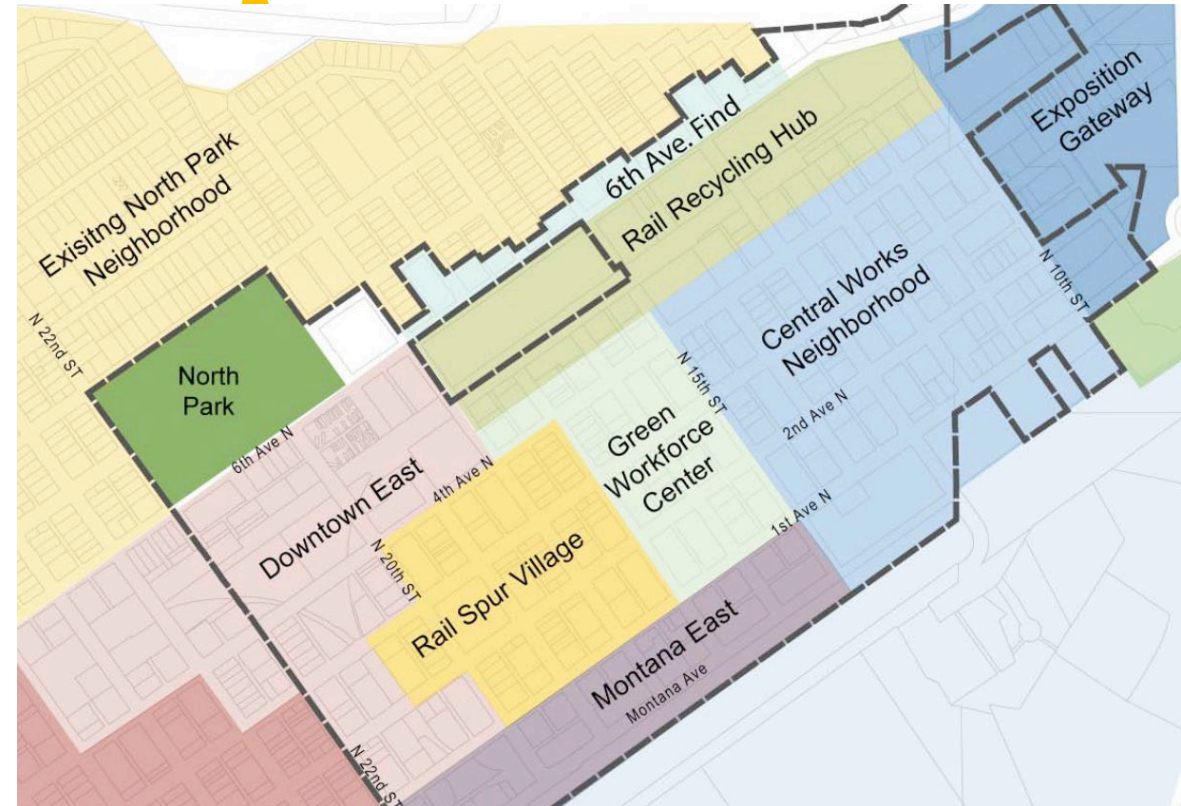 Exisitng North Park
Neighborhood
6th Ave. Find
Rail Recycling Hub
Exposition
Gateway
Central Works
Neighborhood
N 10th ST
N 22nd ST
North
Park
6th Ave N
Downtown East
4th Ave N
N 20th ST
Rail Spur Village
Green
Workforce
Center
N 15th ST
2nd Ave N
1st Ave N
Montana East
Montana Ave
N 22nd ST